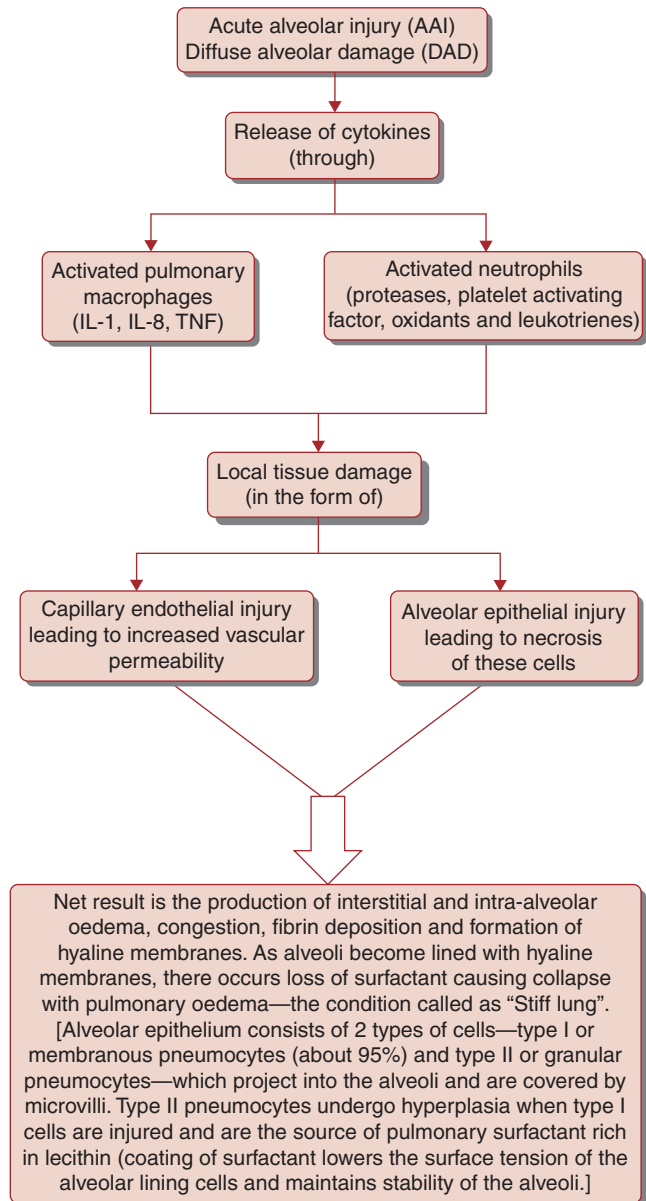 Acute alveolar injury (AAI)
Diffuse alveolar damage (DAD)
Release of cytokines
(through)
Activated pulmonary
macrophages
(IL-1, IL-8, TNF)
Activated neutrophils
(proteases, platelet activating
factor, oxidants and leukotrienes)
Local tissue damage
(in the form of)
Capillary endothelial injury
leading to increased vascular
permeability
Alveolar epithelial injury
leading to necrosis
of these cells
Net result is the production of interstitial and intra-alveolar
oedema, congestion, fibrin deposition and formation of
hyaline membranes. As alveoli become lined with hyaline
membranes, there occurs loss of surfactant causing collapse
with pulmonary oedema—the condition called as “Stiff lung”.
[Alveolar epithelium consists of 2 types of cells—type I or
membranous pneumocytes (about 95%) and type II or granular
pneumocytes—which project into the alveoli and are covered by
microvilli. Type II pneumocytes undergo hyperplasia when type I
cells are injured and are the source of pulmonary surfactant rich
in lecithin (coating of surfactant lowers the surface tension of the
alveolar lining cells and maintains stability of the alveoli.]